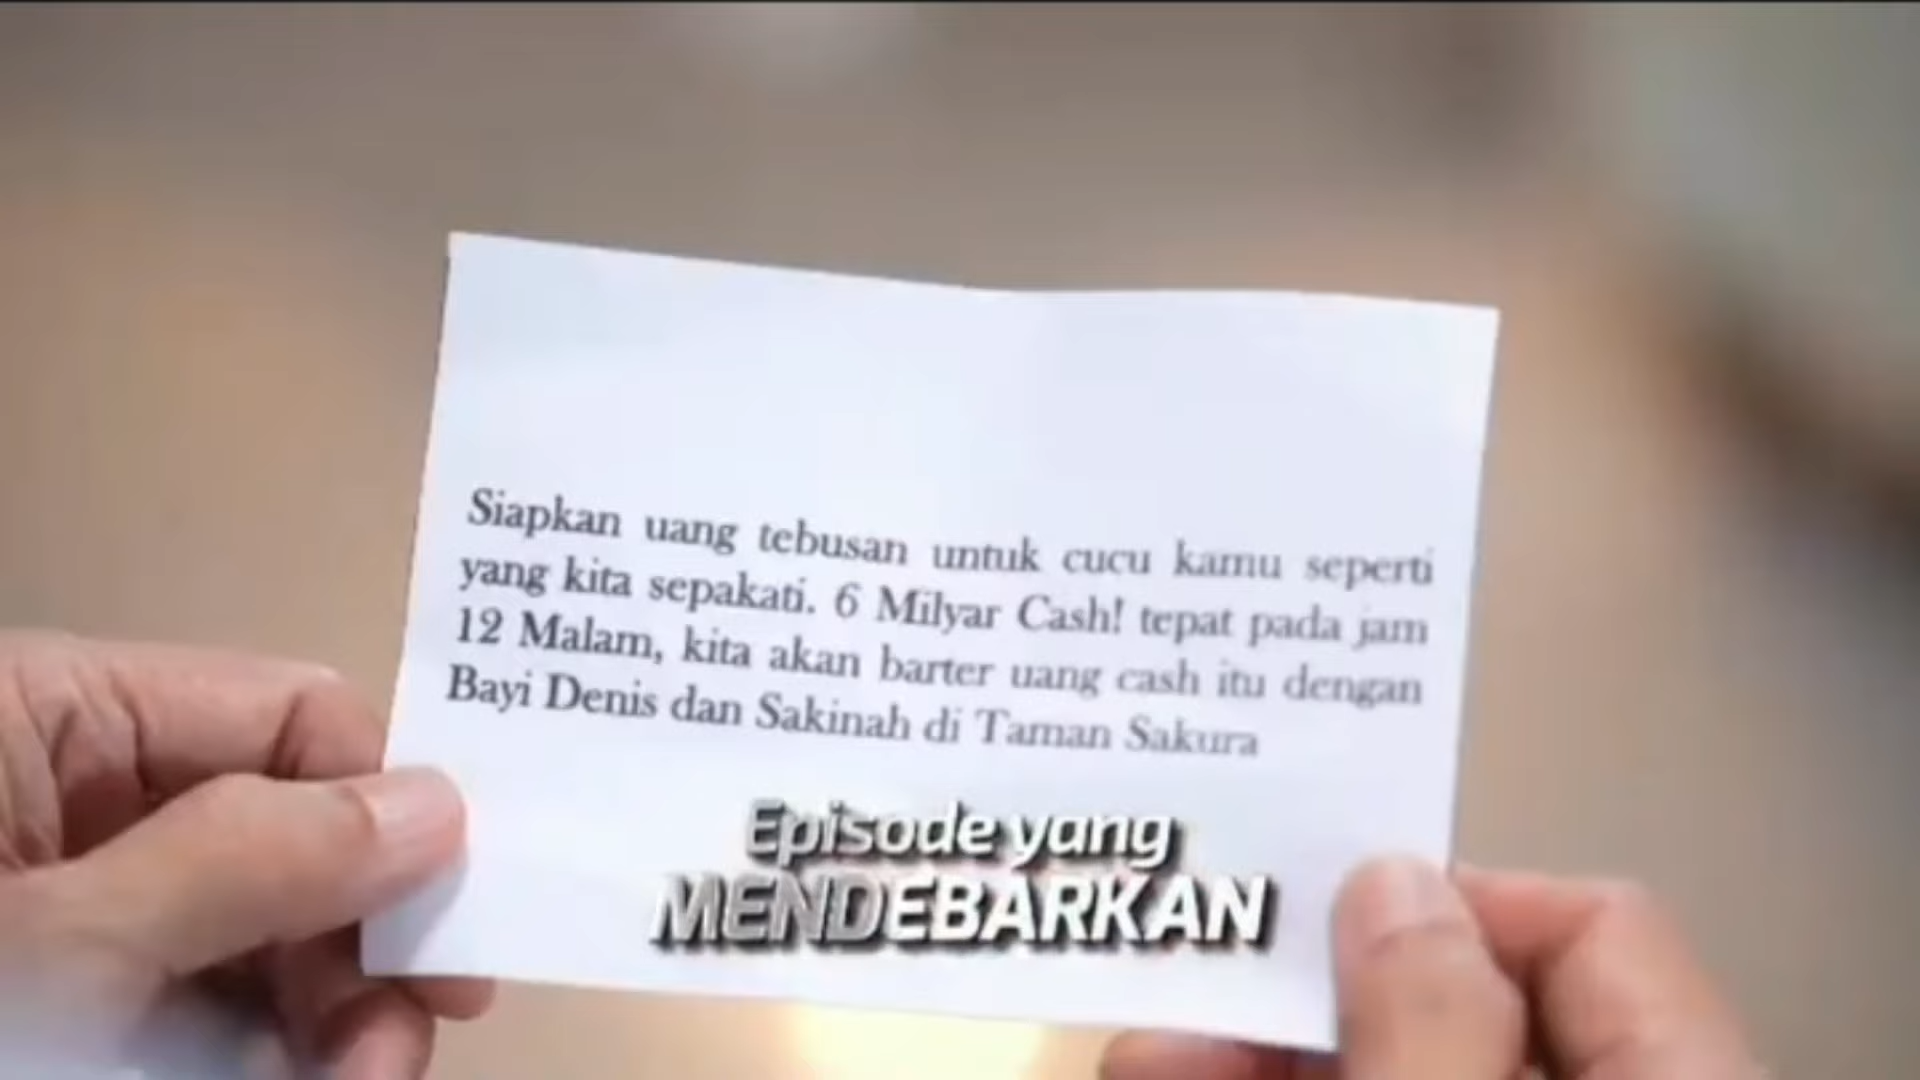 Siapkan uang tebusan untuk cucu kamu seperti
yang kita sepakati. 6 Milyar Cash! tepat pada jam
12 Malam, kita akan barter uang cash itu dengan
Bayi Denis dan Sakinah di Taman Sakura
Episode yang
MENDEBARKAN